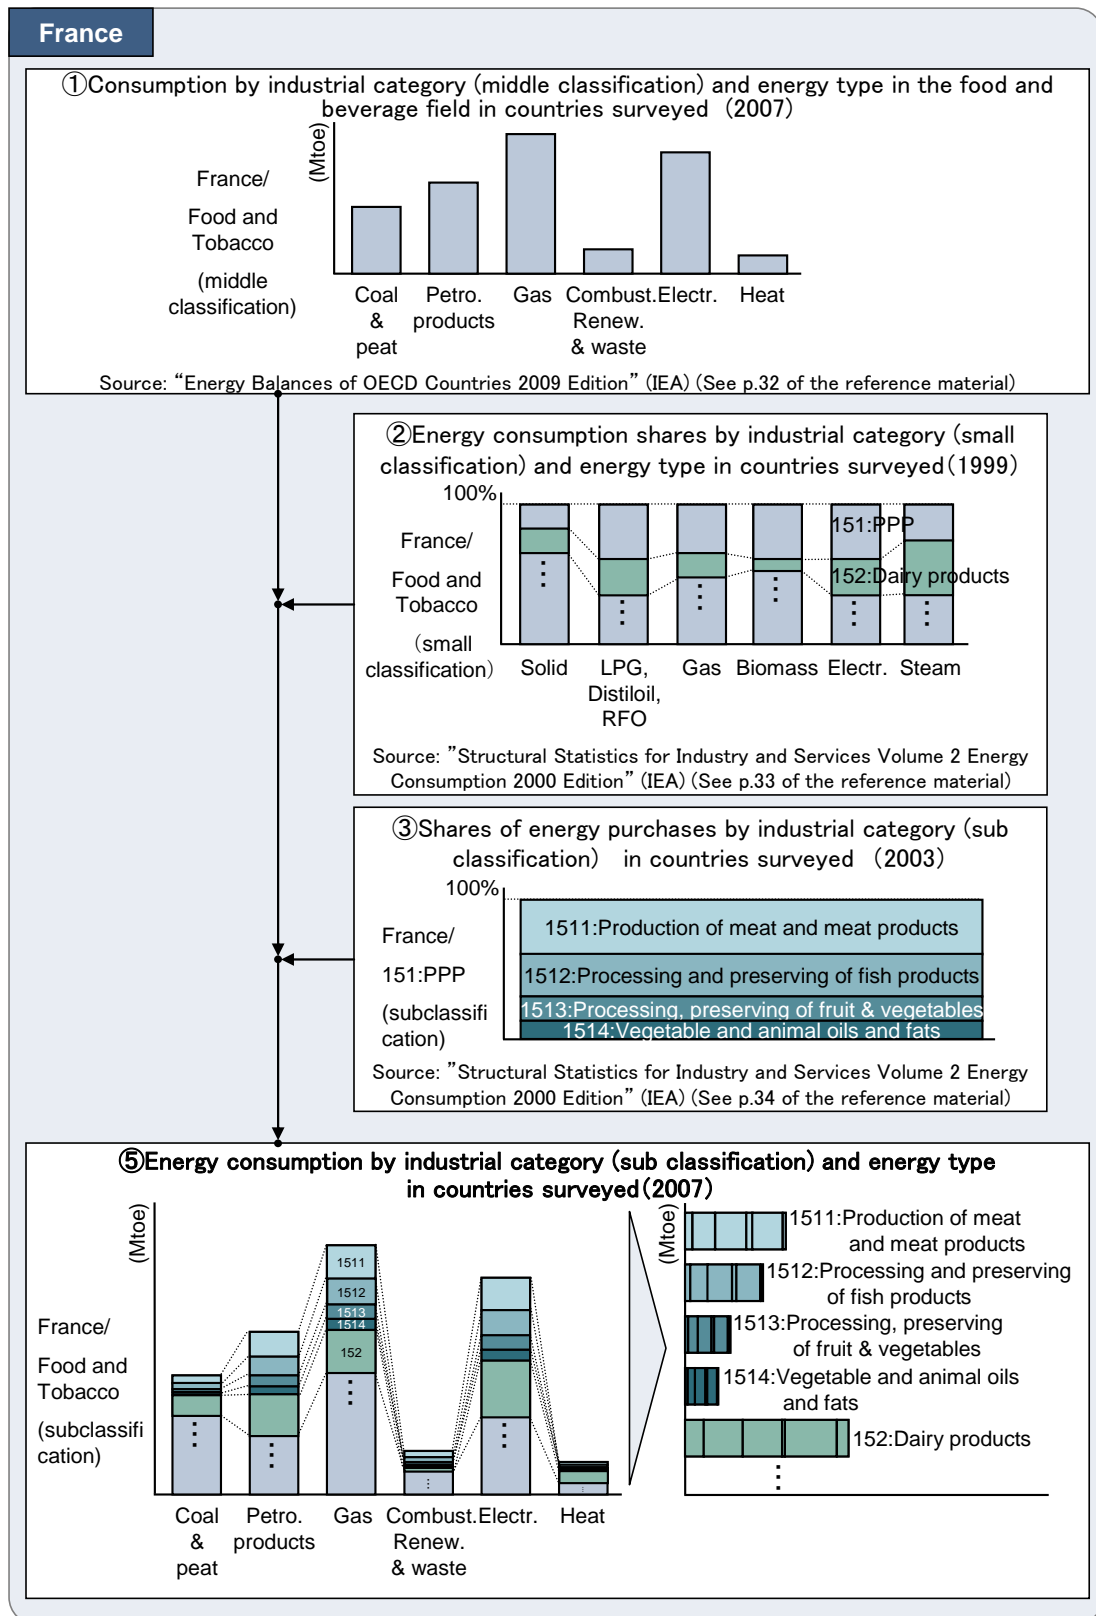 France
①Consumption by industrial category (middle classification) and energy type in the food and
beverage field in countries surveyed (2007)
(Mtoe)
France/
Food and
Tobacco
(middle
classification)
Coal
&
peat
Petro.
products
Gas
Combust.
Renew.
& waste
Electr.
Heat
Source: “Energy Balances of OECD Countries 2009 Edition” (IEA) (See p.32 of the reference material)
②Energy consumption shares by industrial category (small
classification) and energy type in countries surveyed(1999)
100%
France/
Food and
Tobacco
(small
classification)
151:PPP
152:Dairy products
Solid
LPG,
Distiloil,
RFO
Gas
Biomass
Electr.
Steam
Source: ”Structural Statistics for Industry and Services Volume 2 Energy
Consumption 2000 Edition” (IEA) (See p.33 of the reference material)
③Shares of energy purchases by industrial category (sub
classification) in countries surveyed (2003)
100%
France/
151:PPP
(subclassifi
cation)
1511:Production of meat and meat products
1512:Processing and preserving of fish products
1513:Processing, preserving of fruit & vegetables
1514:Vegetable and animal oils and fats
Source: ”Structural Statistics for Industry and Services Volume 2 Energy
Consumption 2000 Edition” (IEA) (See p.34 of the reference material)
⑤Energy consumption by industrial category (sub classification) and energy type
in countries surveyed(2007)
(Mtoe)
France/
Food and
Tobacco
(subclassifi
cation)
1511
1512
1513
1514
152
Coal
&
peat
Petro.
products
Gas
Combust.
Renew.
& waste
Electr.
Heat
(Mtoe)
1511:Production of meat
and meat products
1512:Processing and preserving
of fish products
1513:Processing, preserving
of fruit & vegetables
1514:Vegetable and animal oils
and fats
152:Dairy products